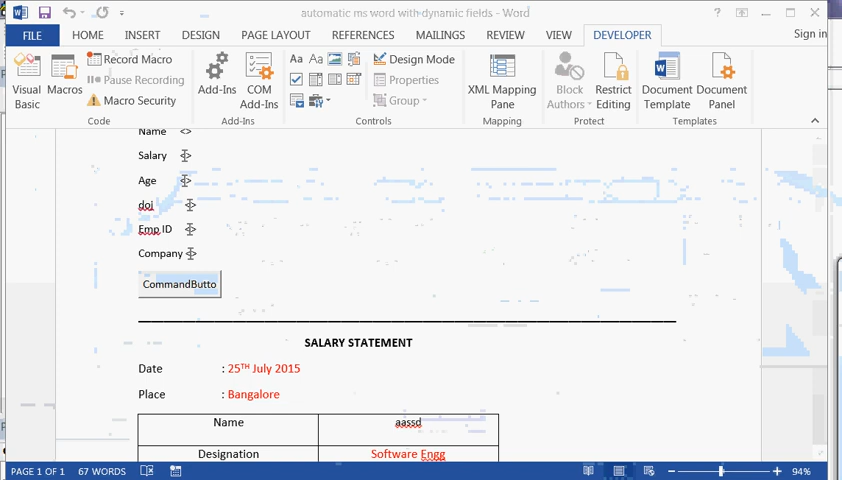 automatic ms word with dynamic fields - Word
FILE HOME INSERT DESIGN PAGE LAYOUT REFERENCES MAILINGS REVIEW VIEW DEVELOPER Sign in
Visual Basic
Macros
Record Macro
Pause Recording
Macro Security
Code
Add-Ins
COM Add-Ins
Add-Ins
Aa Aa
Design Mode
Properties
Group
Controls
XML Mapping Pane
Mapping
Block Authors
Restrict Editing
Protect
Document Template
Document Panel
Templates
Name <>
Salary
Age
doj
Emp ID
Company
CommandButto
SALARY STATEMENT
Date : 25TH July 2015
Place : Bangalore
Name aassd
Designation Software Engg
PAGE 1 OF 1 67 WORDS 94%